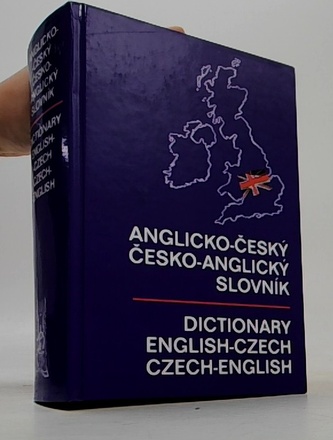 ANGLICKO-
ČESKÝ
ČESKO-
ANGLICKÝ
SLOVNÍK
DICTIONARY
ENGLISH-
CZECH
CZECH-
ENGLISH
ANGLICKO-ČESKÝ
ČESKO-ANGLICKÝ
SLOVNÍK
DICTIONARY
ENGLISH-CZECH
CZECH-ENGLISH